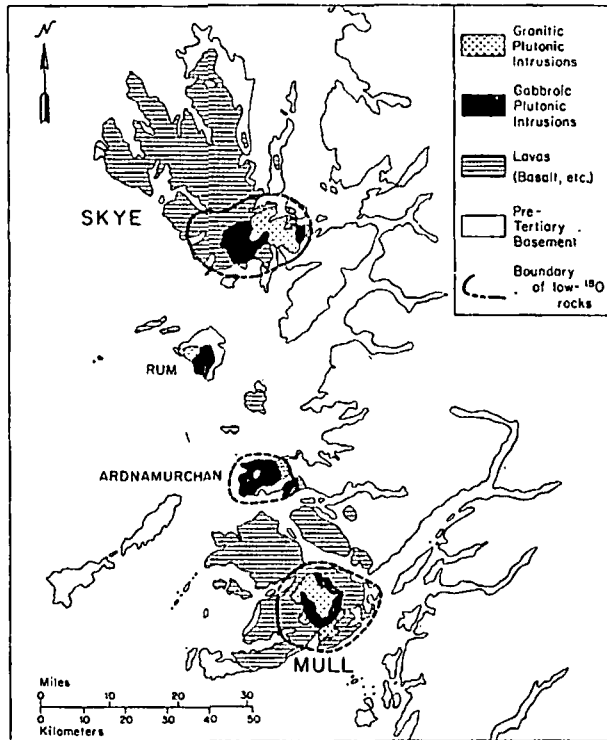 N
Granitic
Plutonic
Intrusions
Gabbroic
Plutonic
Intrusions
Lavas
(Basalt, etc.)
Pre-
Tertiary
Basement
Boundary
of low-¹⁸O
rocks
SKYE
RUM
ARDNAMURCHAN
MULL
Miles
0 10 20 30
0 10 20 30 40 50
Kilometers